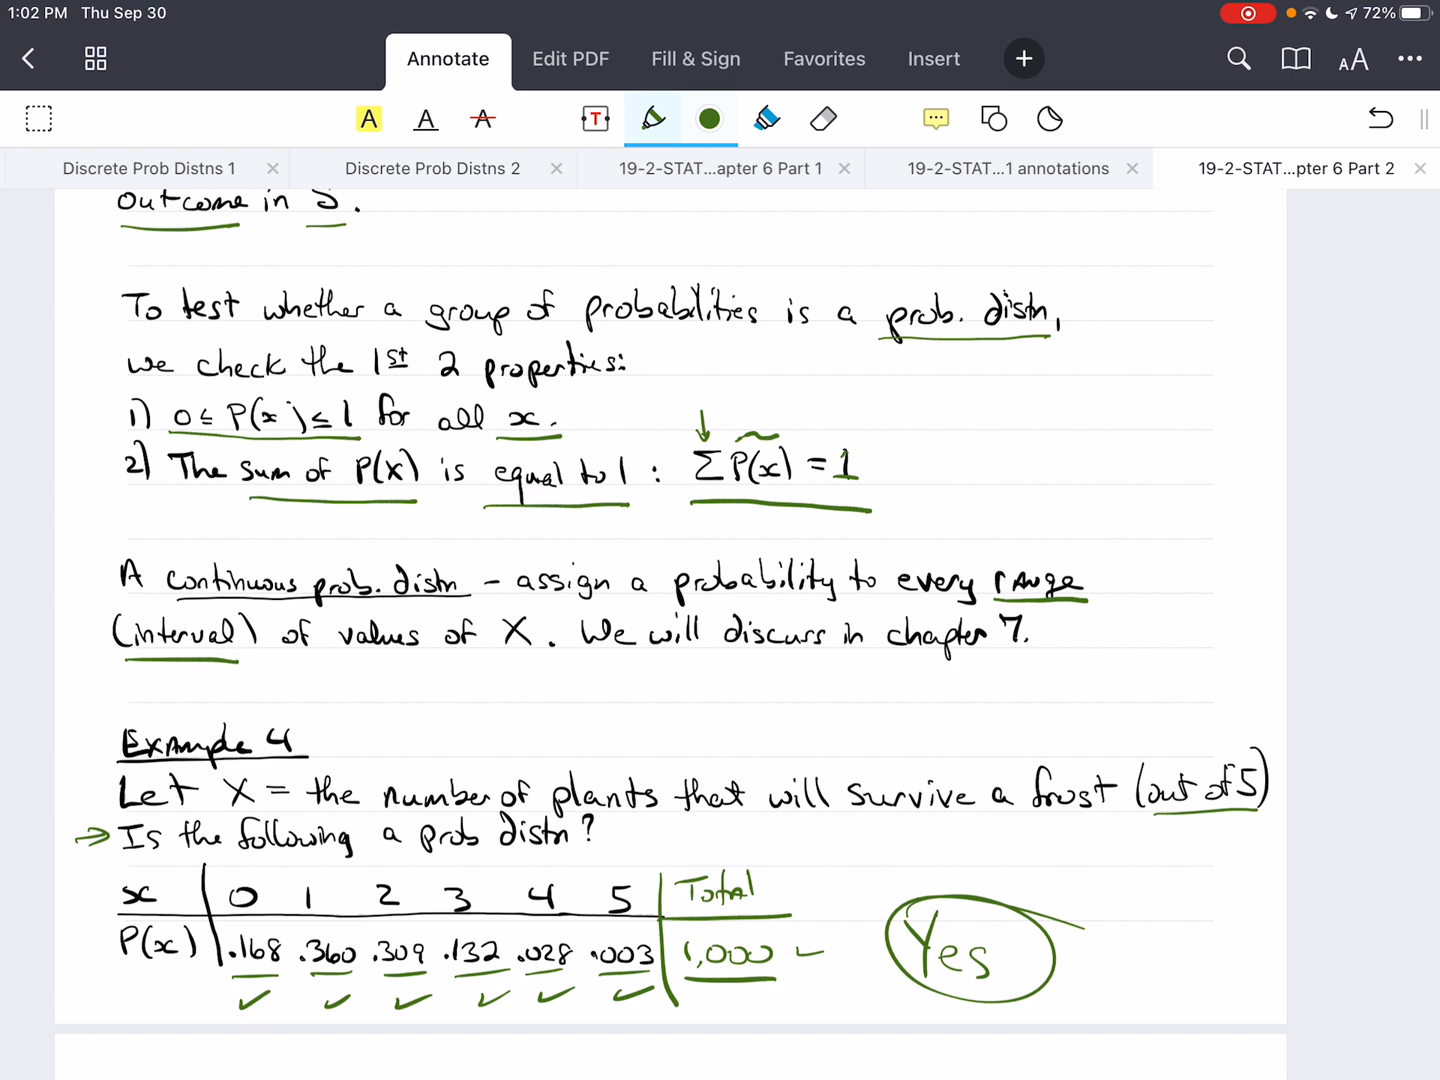 1:02 PM Thu Sep 30
72%
Annotate Edit PDF Fill & Sign Favorites Insert
A A A T
Discrete Prob Distns 1 Discrete Prob Distns 2 19-2-STAT...apter 6 Part 1 19-2-STAT...1 annotations 19-2-STAT...pter 6 Part 2
Outcome in S.
To test whether a group of probabilities is a prob. distn,
we check the 1st 2 properties:
1) 0 ≤ P(x) ≤ 1 for all x.
2) The sum of P(x) is equal to 1 : ΣP(x) = 1
A continuous prob. distn - assign a probability to every range
(interval) of values of X. We will discuss in chapter 7.
Example 4
Let X = the number of plants that will survive a frost (out of 5)
→ Is the following a prob distn?
x 0 1 2 3 4 5 Total
P(x) .168 .360 .309 .132 .028 .003 1,000 Yes